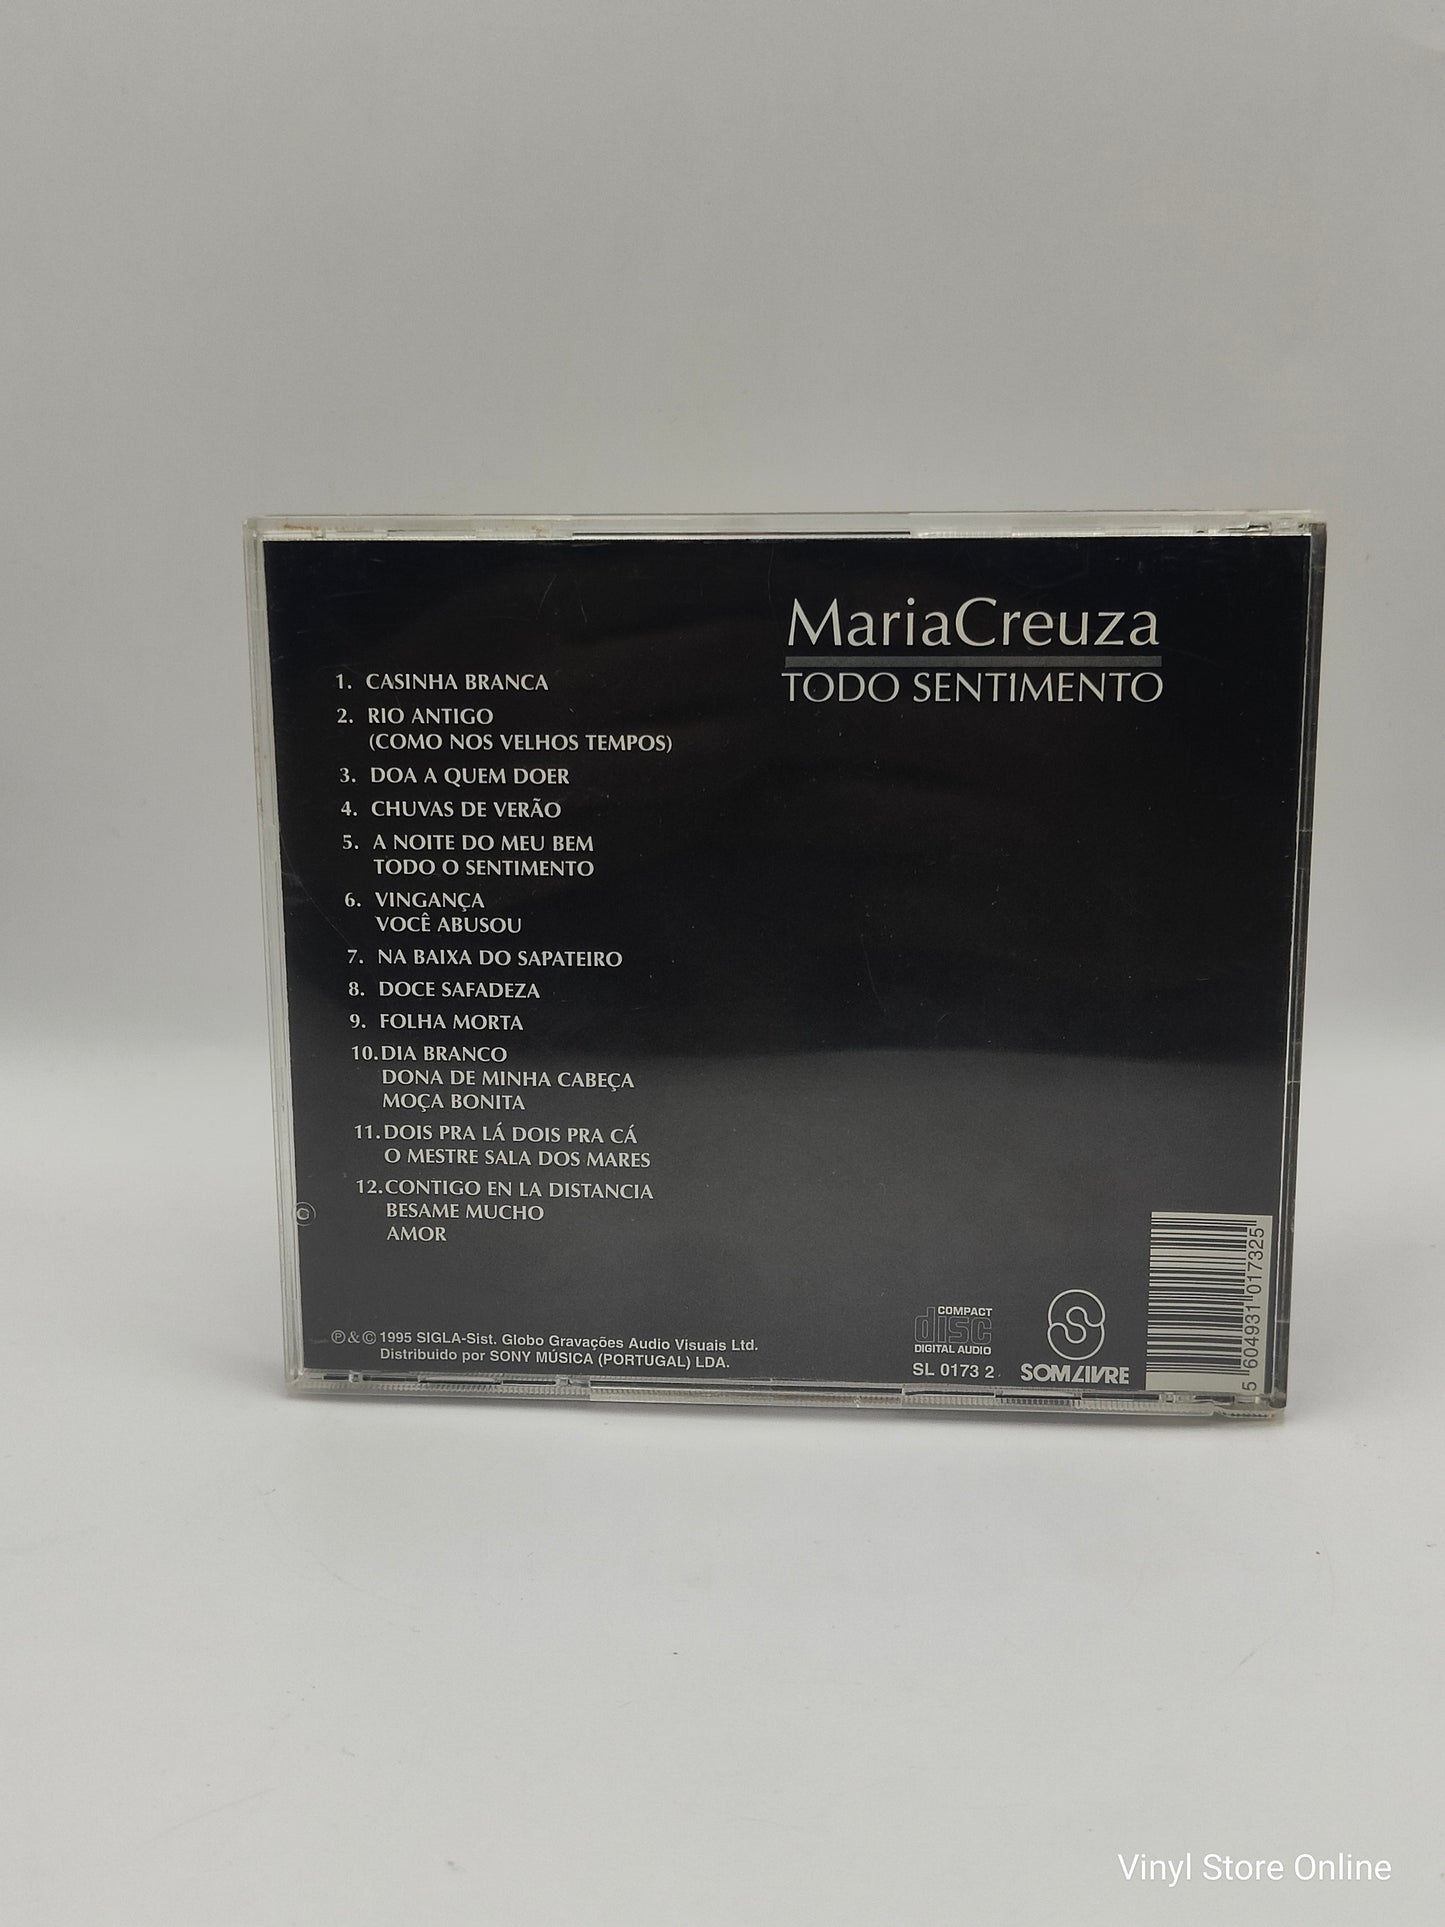 MariaCreuza
TODO SENTIMENTO
1. CASINHA BRANCA
2. RIO ANTIGO
(COMO NOS VELHOS TEMPOS)
3. DOA A QUEM DOER
4. CHUVAS DE VERÃO
5. A NOITE DO MEU BEM
TODO O SENTIMENTO
6. VINGANÇA
VOCÊ ABUSOU
7. NA BAIXA DO SAPATEIRO
8. DOCE SAFADEZA
9. FOLHA MORTA
10. DIA BRANCO
DONA DE MINHA CABEÇA
MOÇA BONITA
11. DOIS PRA LÁ DOIS PRA CÁ
O MESTRE SALA DOS MARES
12. CONTIGO EN LA DISTANCIA
BESAME MUCHO
AMOR
℗ & © 1995 SIGLA-Sist. Globo Gravações Audio Visuais Ltd.
Distribuido por SONY MÚSICA (PORTUGAL) LDA.
COMPACT
disc
DIGITAL AUDIO
SL 0173 2
SOM LIVRE
5 604931 017325
Vinyl Store Online